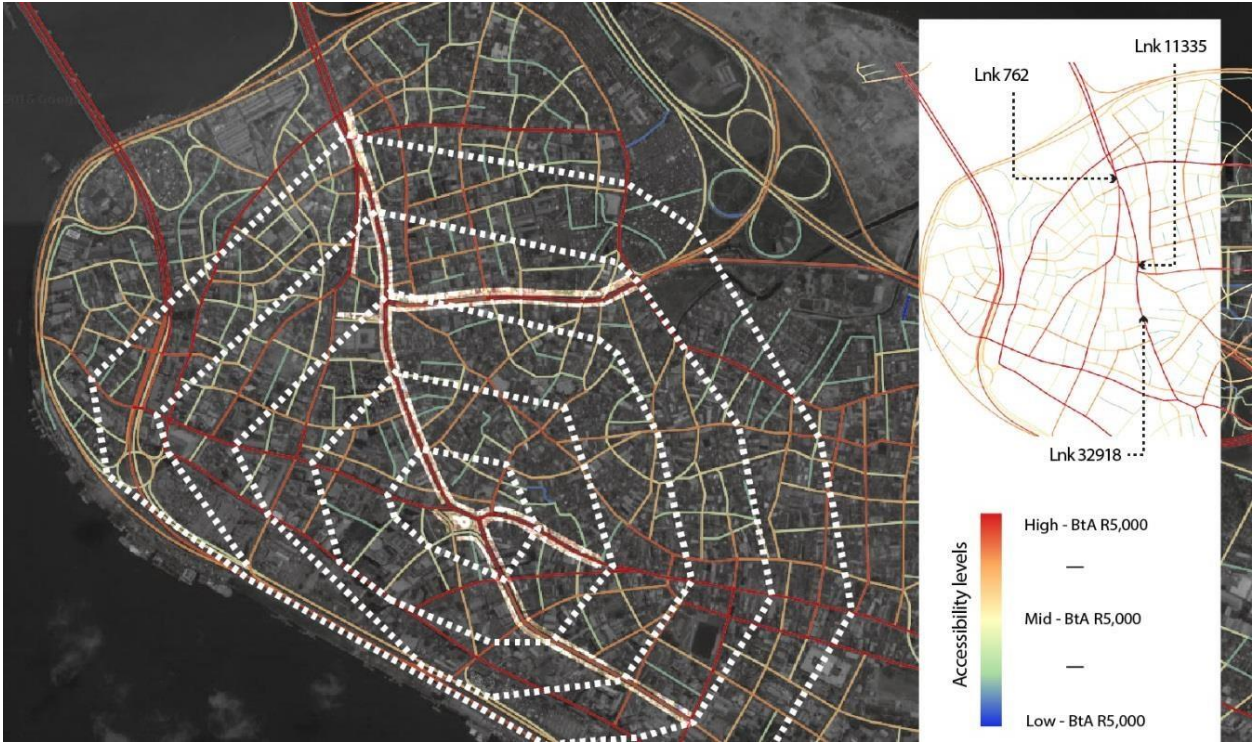 Lnk 11335
Lnk 762
Lnk 32918
Accessibility levels
High - BtA R5,000
—
Mid - BtA R5,000
—
Low - BtA R5,000